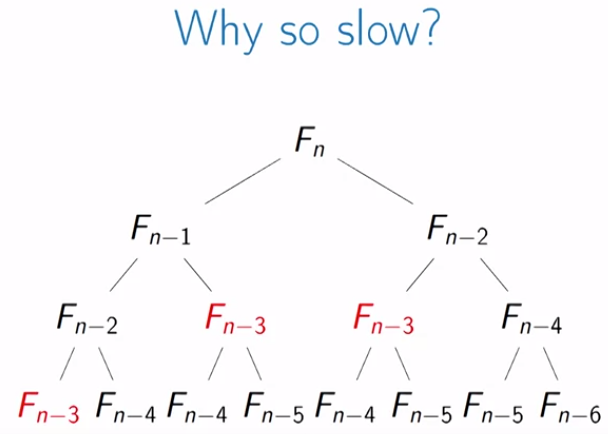 Why so slow?
Fₙ
Fₙ₋₁ Fₙ₋₂
Fₙ₋₂ Fₙ₋₃ Fₙ₋₃ Fₙ₋₄
Fₙ₋₃ Fₙ₋₄ Fₙ₋₄ Fₙ₋₅ Fₙ₋₄ Fₙ₋₅ Fₙ₋₅ Fₙ₋₆